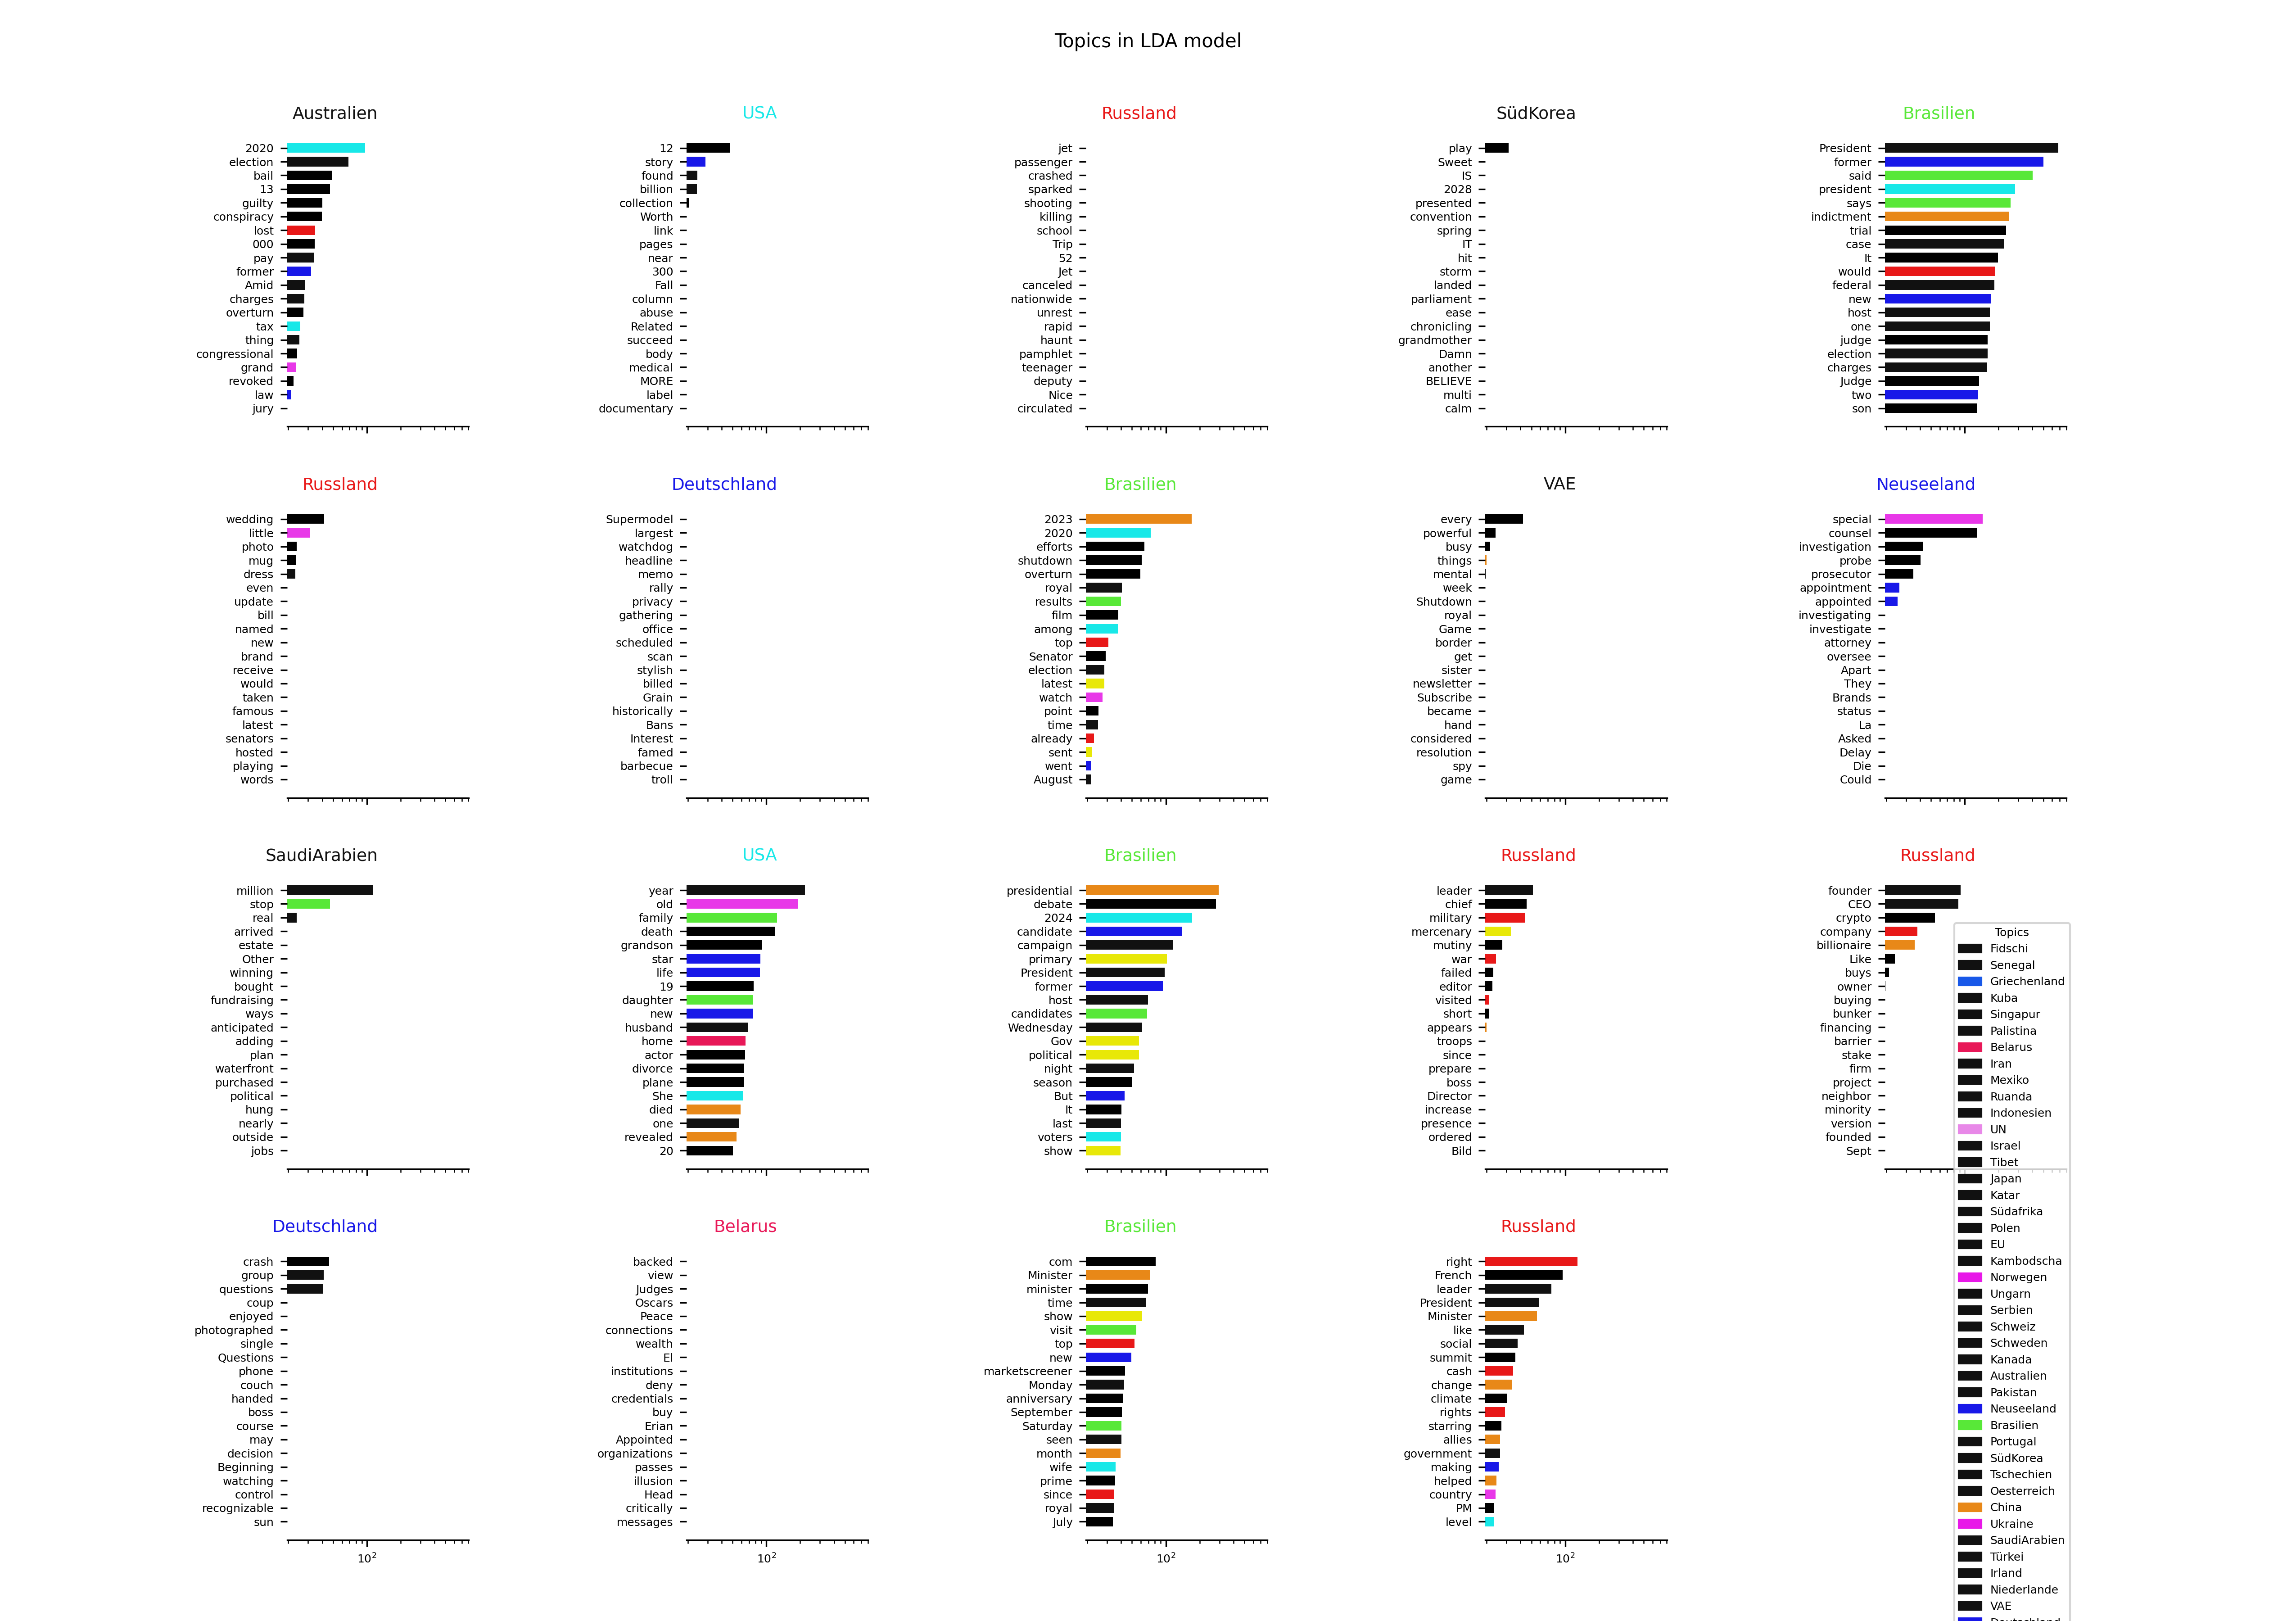 Topics in LDA model
Australien
2020
election
bail
13
guilty
conspiracy
lost
000
pay
former
Amid
charges
overturn
tax
thing
congressional
grand
revoked
law
jury
USA
12
story
found
billion
collection
Worth
link
pages
near
300
Fall
column
abuse
Related
succeed
body
medical
MORE
label
documentary
Russland
jet
passenger
crashed
sparked
shooting
killing
school
Trip
52
Jet
canceled
nationwide
unrest
rapid
haunt
pamphlet
teenager
deputy
Nice
circulated
SüdKorea
play
Sweet
IS
2028
presented
convention
spring
IT
hit
storm
landed
parliament
ease
chronicling
grandmother
Damn
another
BELIEVE
multi
calm
Brasilien
President
former
said
president
says
indictment
trial
case
It
would
federal
new
host
one
judge
election
charges
Judge
two
son
Russland
wedding
little
photo
mug
dress
even
update
bill
named
new
brand
receive
would
taken
famous
latest
senators
hosted
playing
words
Deutschland
Supermodel
largest
watchdog
headline
memo
rally
privacy
gathering
office
scheduled
scan
stylish
billed
Grain
historically
Bans
Interest
famed
barbecue
troll
Brasilien
2023
2020
efforts
shutdown
overturn
royal
results
film
among
top
Senator
election
latest
watch
point
time
already
sent
went
August
VAE
every
powerful
busy
things
mental
week
Shutdown
royal
Game
border
get
sister
newsletter
Subscribe
became
hand
considered
resolution
spy
game
Neuseeland
special
counsel
investigation
probe
prosecutor
appointment
appointed
investigating
investigate
attorney
oversee
Apart
They
Brands
status
La
Asked
Delay
Die
Could
SaudiArabien
million
stop
real
arrived
estate
Other
winning
bought
fundraising
ways
anticipated
adding
plan
waterfront
purchased
political
hung
nearly
outside
jobs
USA
year
old
family
death
grandson
star
life
19
daughter
new
husband
home
actor
divorce
plane
She
died
one
revealed
20
Brasilien
presidential
debate
2024
candidate
campaign
primary
President
former
host
candidates
Wednesday
Gov
political
night
season
But
It
last
voters
show
Russland
leader
chief
military
mercenary
mutiny
war
failed
editor
visited
short
appears
troops
since
prepare
boss
Director
increase
presence
ordered
Bild
Russland
founder
CEO
crypto
company
billionaire
Like
buys
owner
buying
bunker
financing
barrier
stake
firm
project
neighbor
minority
version
founded
Sept
Deutschland
crash
group
questions
coup
enjoyed
photographed
single
Questions
phone
couch
handed
boss
course
may
decision
Beginning
watching
control
recognizable
sun
10²
Belarus
backed
view
Judges
Oscars
Peace
connections
wealth
El
institutions
deny
credentials
buy
Erian
Appointed
organizations
passes
illusion
Head
critically
messages
10²
Brasilien
com
Minister
minister
time
show
visit
top
new
marketscreener
Monday
anniversary
September
Saturday
seen
month
wife
prime
since
royal
July
10²
Russland
right
French
leader
President
Minister
like
social
summit
cash
change
climate
rights
starring
allies
government
making
helped
country
PM
level
10²
Topics
Fidschi
Senegal
Griechenland
Kuba
Singapur
Palistina
Belarus
Iran
Mexiko
Ruanda
Indonesien
UN
Israel
Tibet
Japan
Katar
Südafrika
Polen
EU
Kambodscha
Norwegen
Ungarn
Serbien
Schweiz
Schweden
Kanada
Australien
Pakistan
Neuseeland
Brasilien
Portugal
SüdKorea
Tschechien
Oesterreich
China
Ukraine
SaudiArabien
Türkei
Irland
Niederlande
VAE